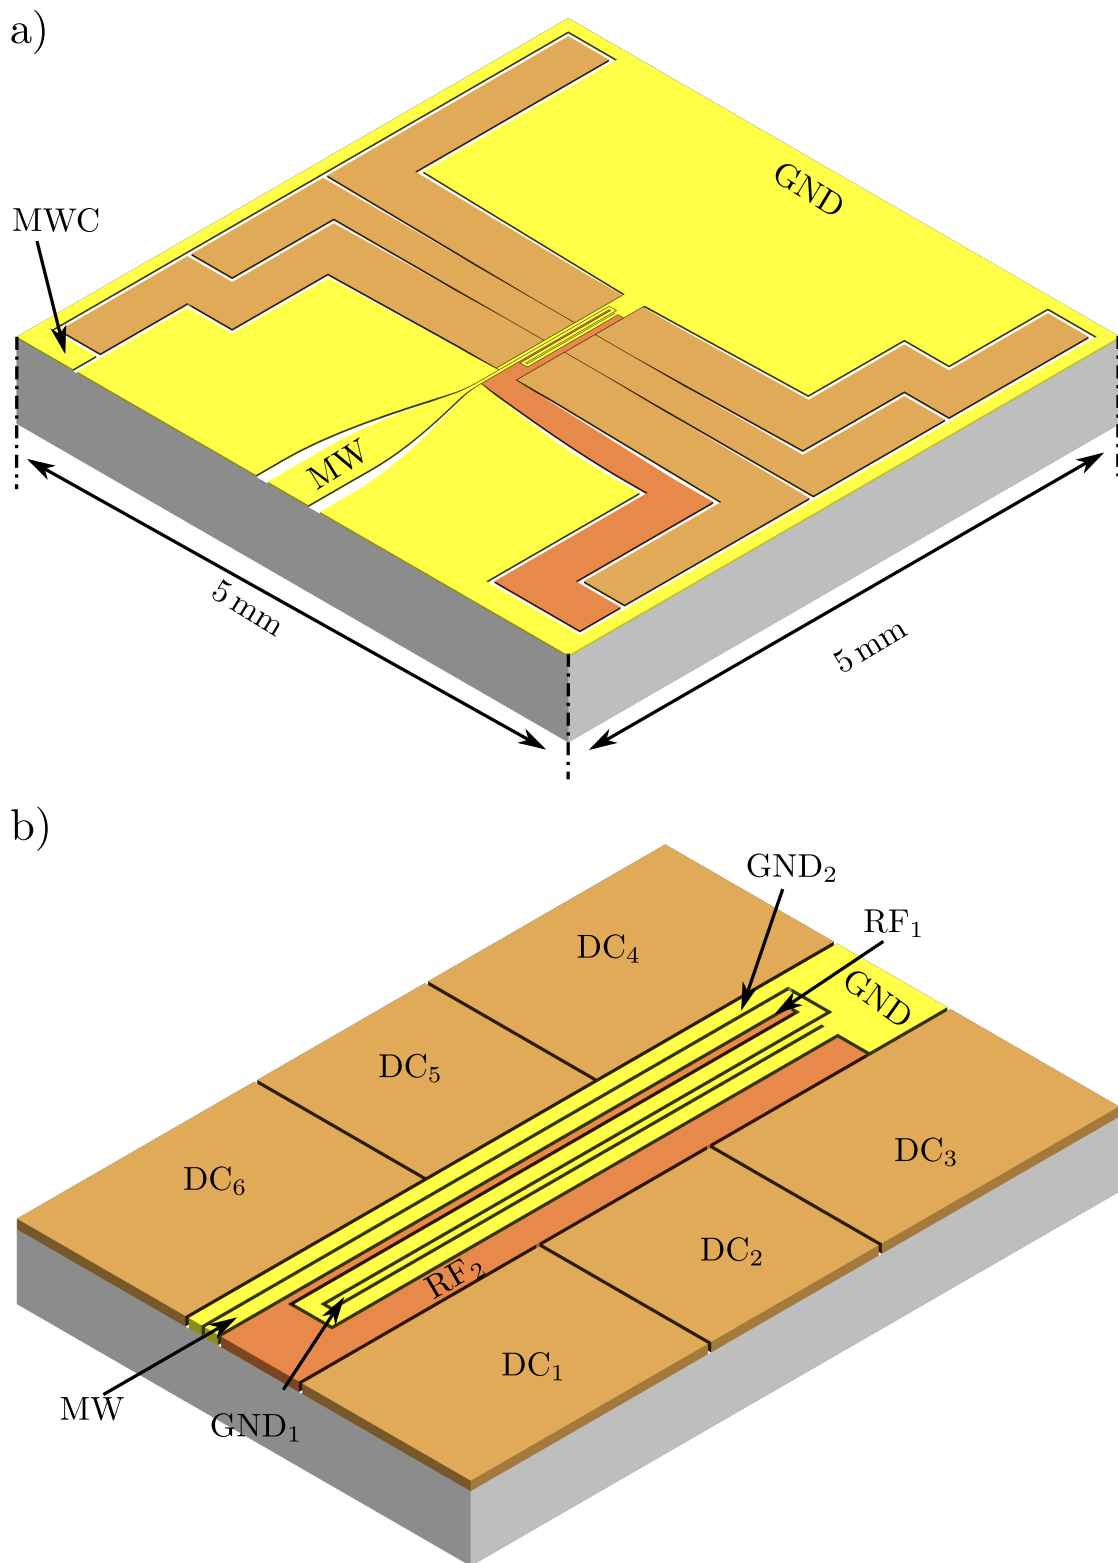 a)
GND
MWC
MW
5 mm
5 mm
b)
GND₂
RF₁
DC₄
GND
DC₅
DC₃
DC₆
DC₂
RF₂
DC₁
MW
GND₁